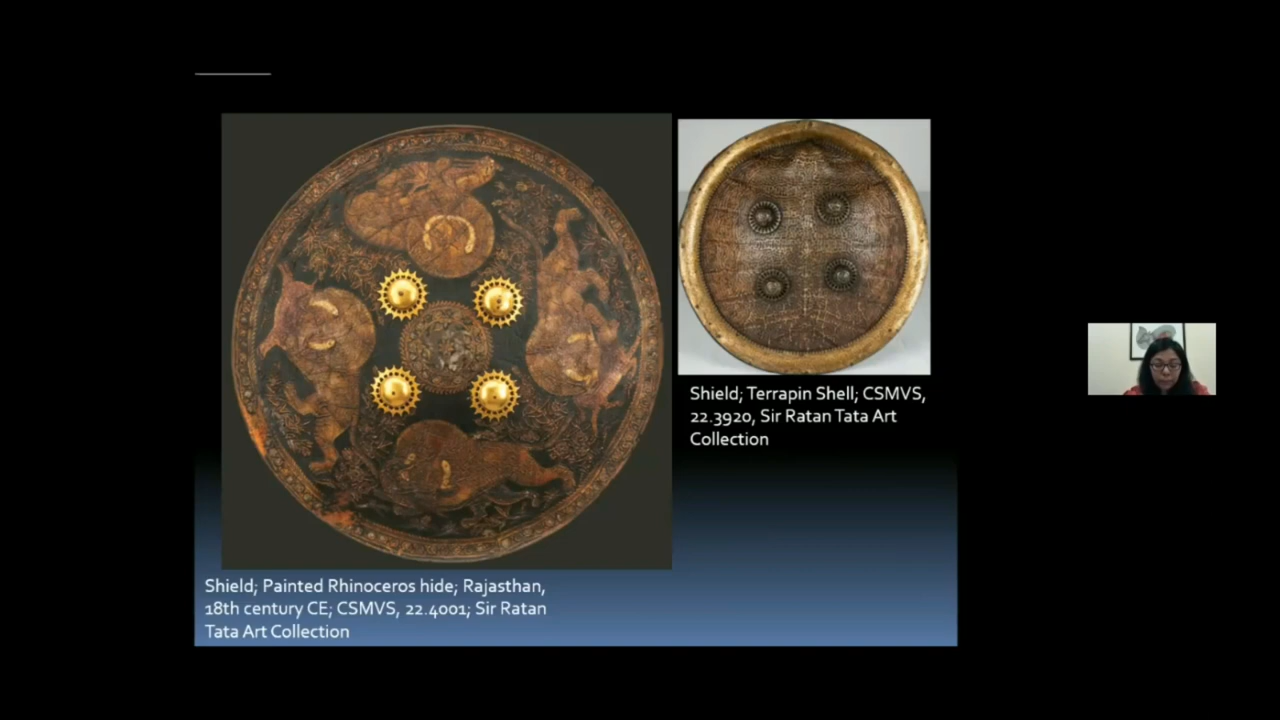 Shield; Terrapin Shell; CSMVS,
22.3920, Sir Ratan Tata Art
Collection
Shield; Painted Rhinoceros hide; Rajasthan,
18th century CE; CSMVS, 22.4001; Sir Ratan
Tata Art Collection